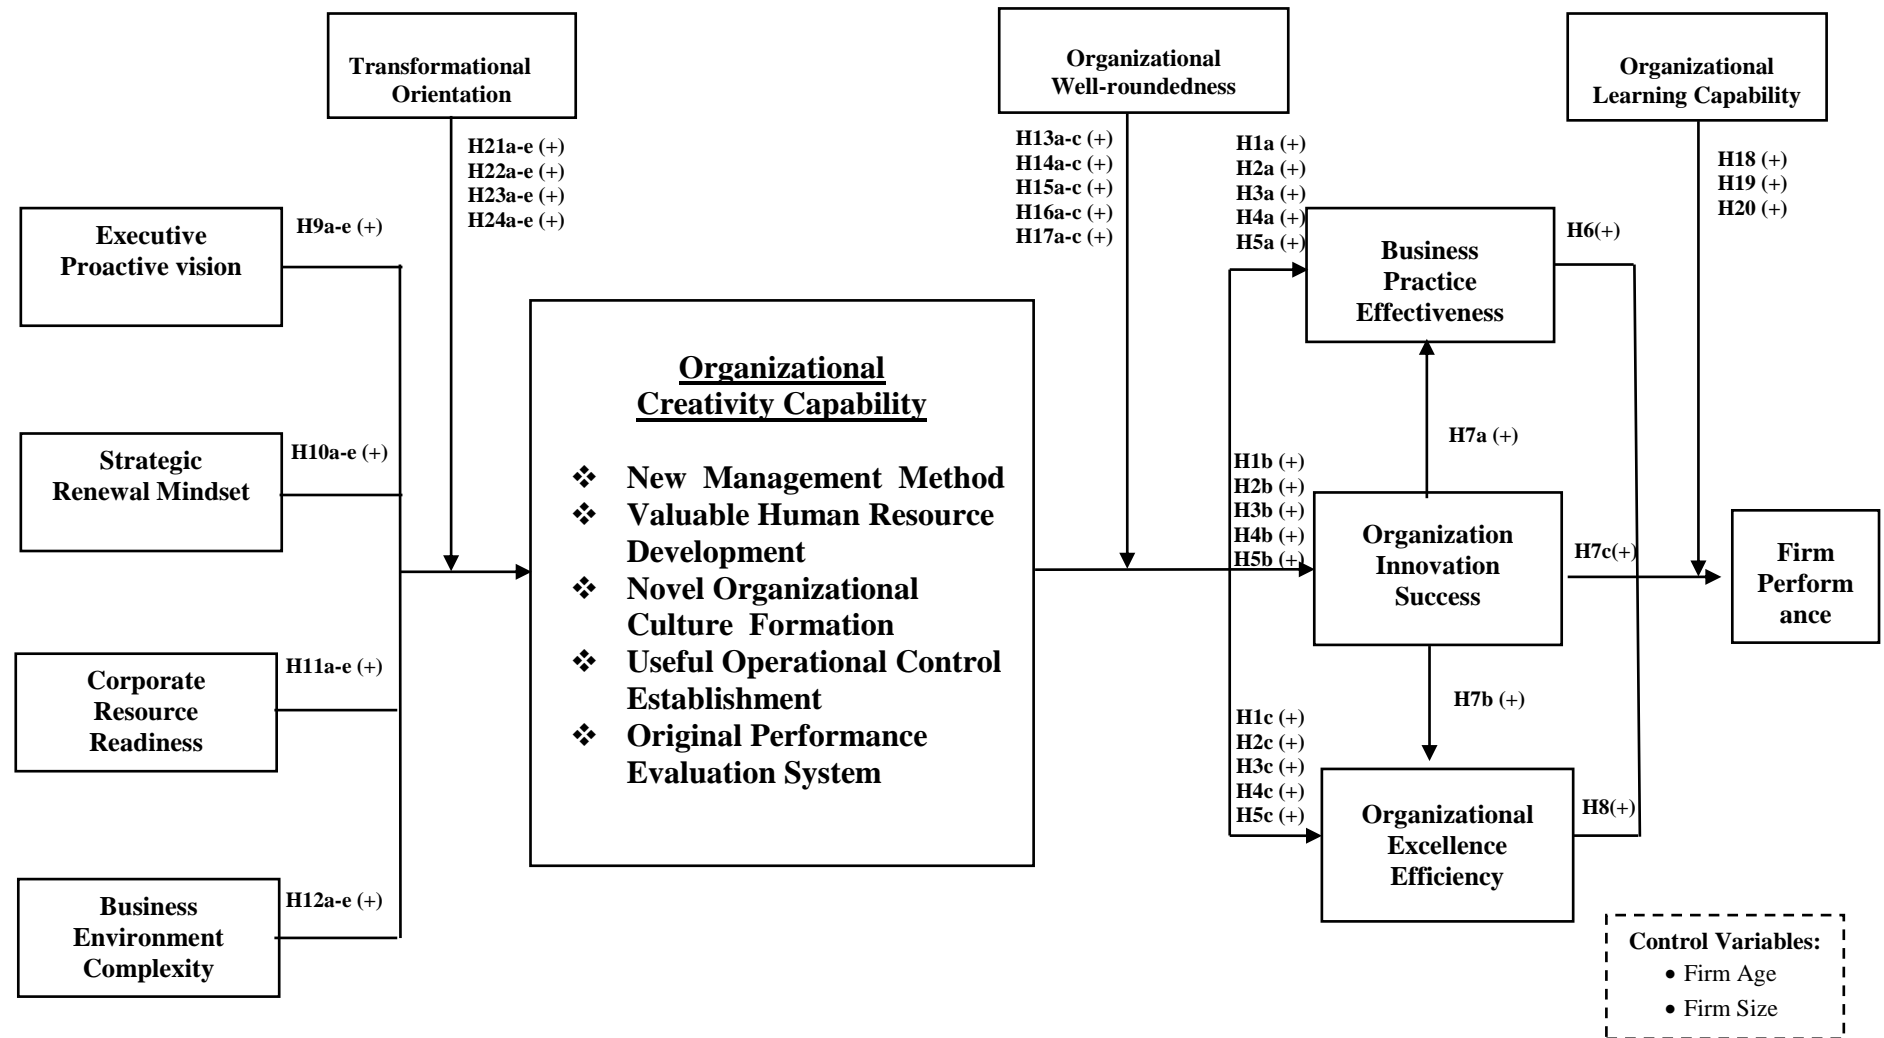 Transformational
Orientation
Organizational
Well-roundedness
Organizational
Learning Capability
H21a-e (+)
H22a-e (+)
H23a-e (+)
H24a-e (+)
H13a-c (+)
H14a-c (+)
H15a-c (+)
H16a-c (+)
H17a-c (+)
H1a (+)
H2a (+)
H3a (+)
H4a (+)
H5a (+)
H18 (+)
H19 (+)
H20 (+)
Executive
Proactive vision
H9a-e (+)
Business
Practice
Effectiveness
H6(+)
Strategic
Renewal Mindset
H10a-e (+)
Corporate
Resource
Readiness
H11a-e (+)
Business
Environment
Complexity
H12a-e (+)
Organizational
Creativity Capability
❖ New Management Method
❖ Valuable Human Resource
Development
❖ Novel Organizational
Culture Formation
❖ Useful Operational Control
Establishment
❖ Original Performance
Evaluation System
H7a (+)
H1b (+)
H2b (+)
H3b (+)
H4b (+)
H5b (+)
Organization
Innovation
Success
H7c(+)
Firm
Perform
ance
H7b (+)
H1c (+)
H2c (+)
H3c (+)
H4c (+)
H5c (+)
Organizational
Excellence
Efficiency
H8(+)
Control Variables:
• Firm Age
• Firm Size